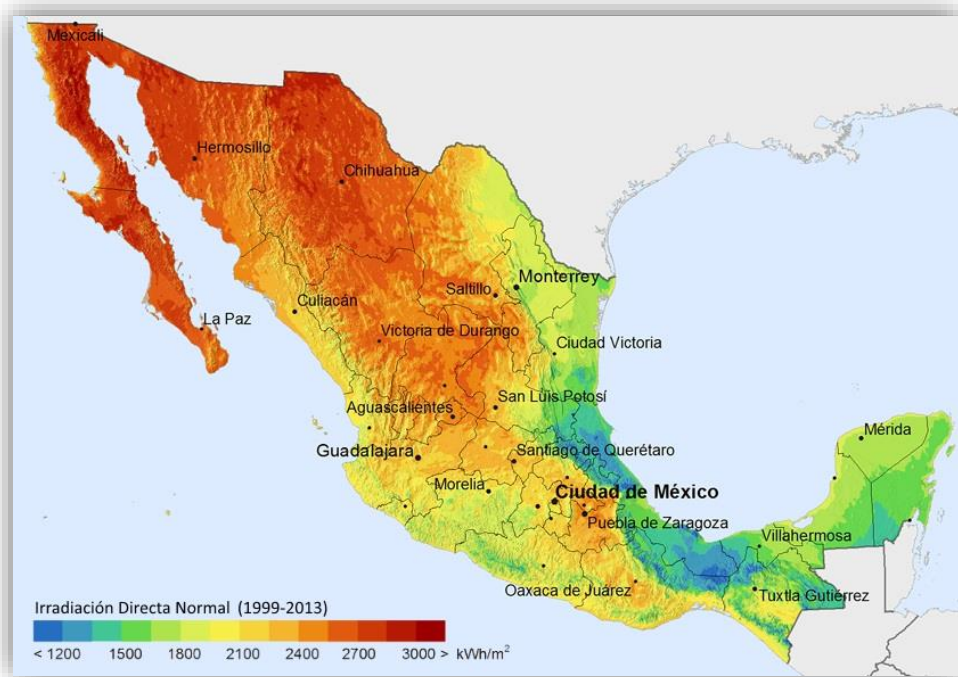 Mexicali
Hermosillo
Chihuahua
Monterrey
Saltillo
Culiacán
La Paz
Victoria de Durango
Ciudad Victoria
San Luis Potosí
Aguascalientes
Mérida
Guadalajara
Santiago de Querétaro
Morelia
Ciudad de México
Puebla de Zaragoza
Villahermosa
Oaxaca de Juárez
Tuxtla Gutiérrez
Irradiación Directa Normal (1999-2013)
< 1200 1500 1800 2100 2400 2700 3000 > kWh/m²